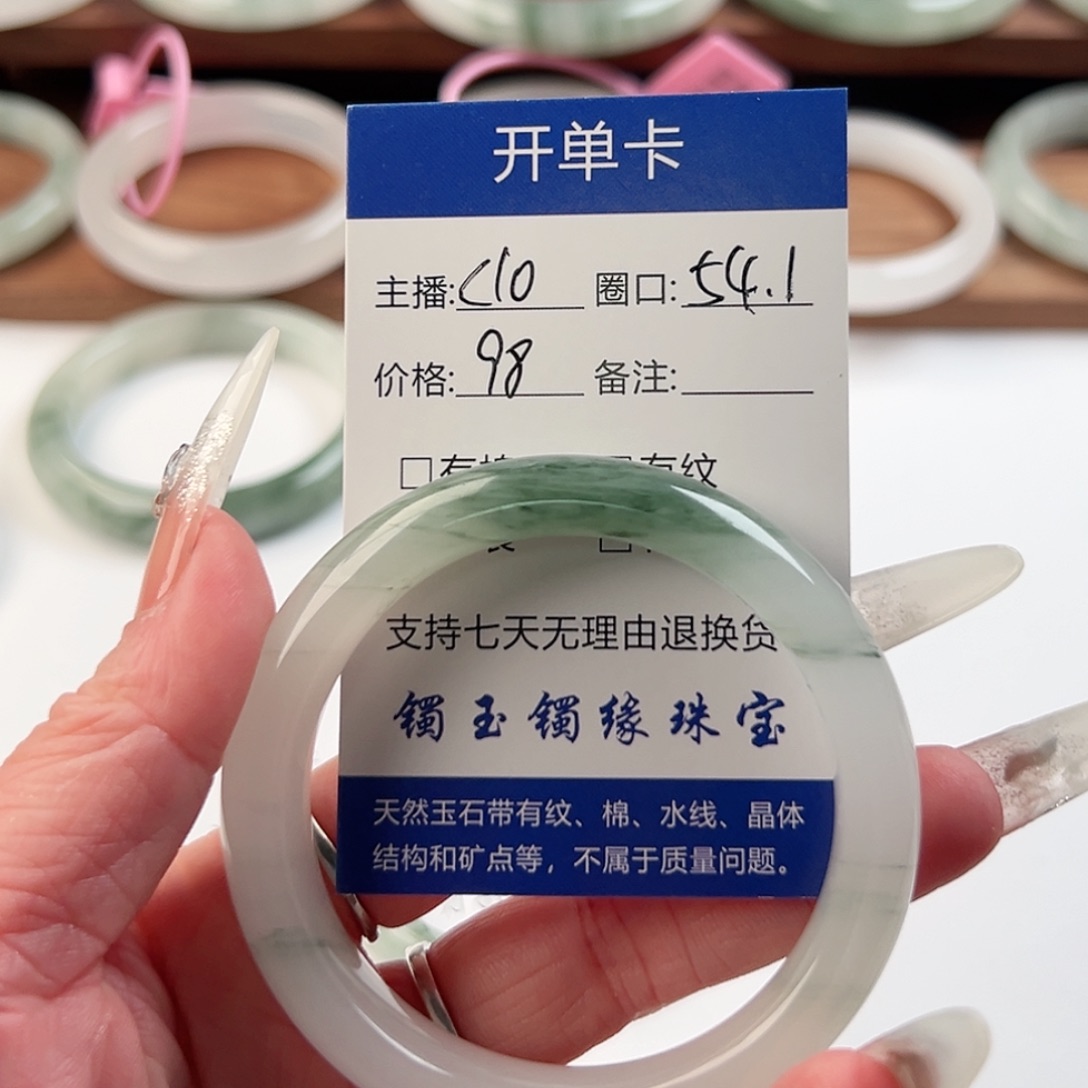 开单卡
主播:C10 圈口:54.1
价格:98 备注:
□有 有纹
支持七天无理由退换货
镯玉镯缘珠宝
天然玉石带有纹、棉、水线、晶体
结构和矿点等，不属于质量问题。